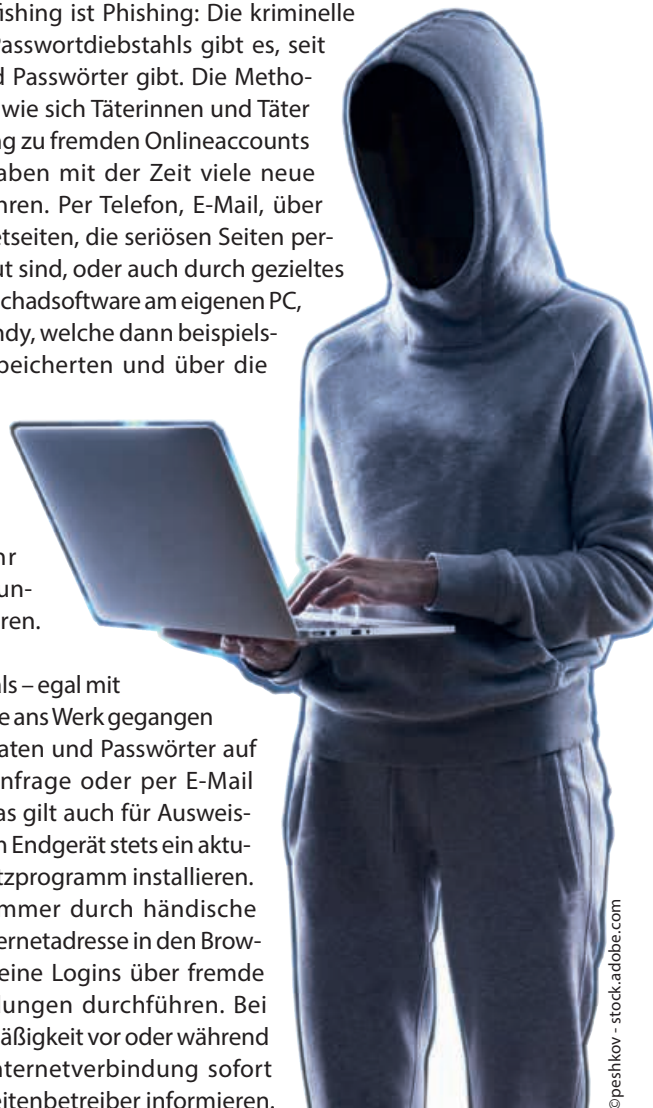 fishing ist Phishing: Die kriminelle
Passwortdiebstahls gibt es, seit
d Passwörter gibt. Die Metho-
wie sich Täterinnen und Täter
ng zu fremden Onlineaccounts
aben mit der Zeit viele neue
hren. Per Telefon, E-Mail, über
etseiten, die seriösen Seiten per-
ut sind, oder auch durch gezieltes
chadsoftware am eigenen PC,
ndy, welche dann beispiels-
peicherten und über die
hr
un-
ren.
als – egal mit
e ans Werk gegangen
aten und Passwörter auf
nfrage oder per E-Mail
as gilt auch für Ausweis-
n Endgerät stets ein aktu-
tzprogramm installieren.
mmer durch händische
ernetadresse in den Brow-
eine Logins über fremde
dungen durchführen. Bei
äßigkeit vor oder während
nternetverbindung sofort
eitenbetreiber informieren.
©peshkov - stock.adobe.com